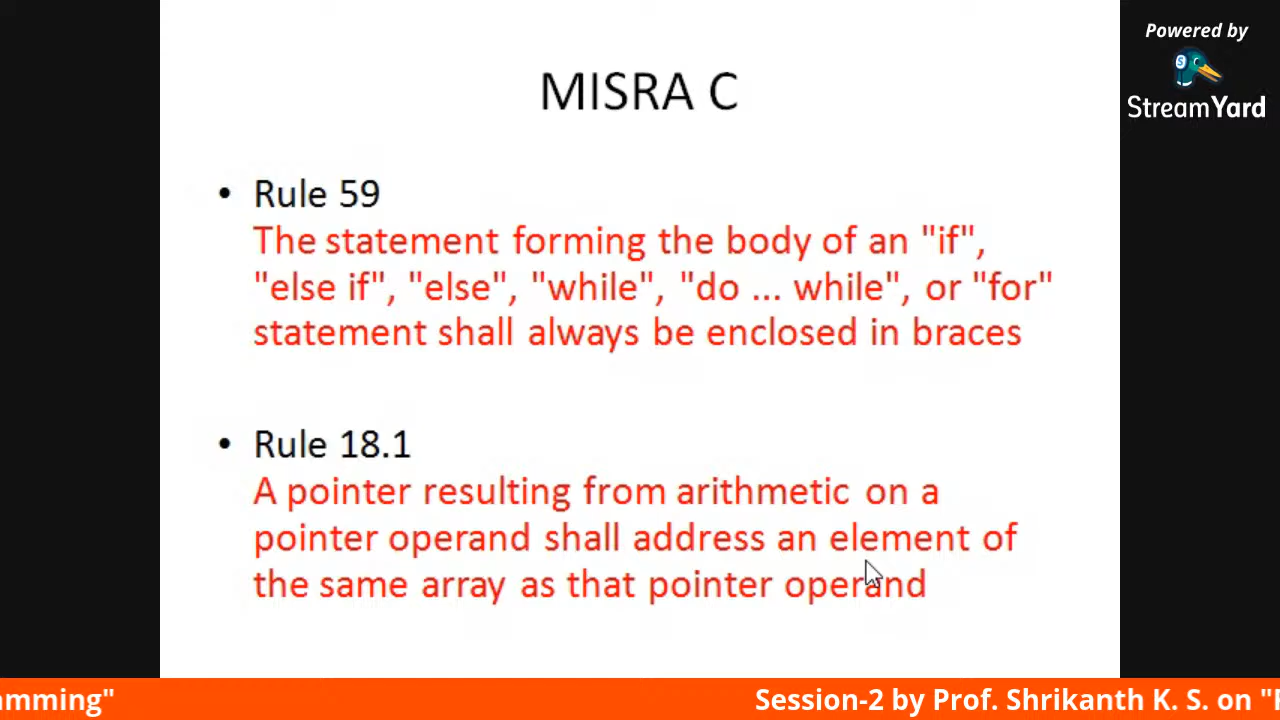 Powered by
StreamYard
MISRA C
• Rule 59
The statement forming the body of an "if",
"else if", "else", "while", "do ... while", or "for"
statement shall always be enclosed in braces
• Rule 18.1
A pointer resulting from arithmetic on a
pointer operand shall address an element of
the same array as that pointer operand
amming" Session-2 by Prof. Shrikanth K. S. on "